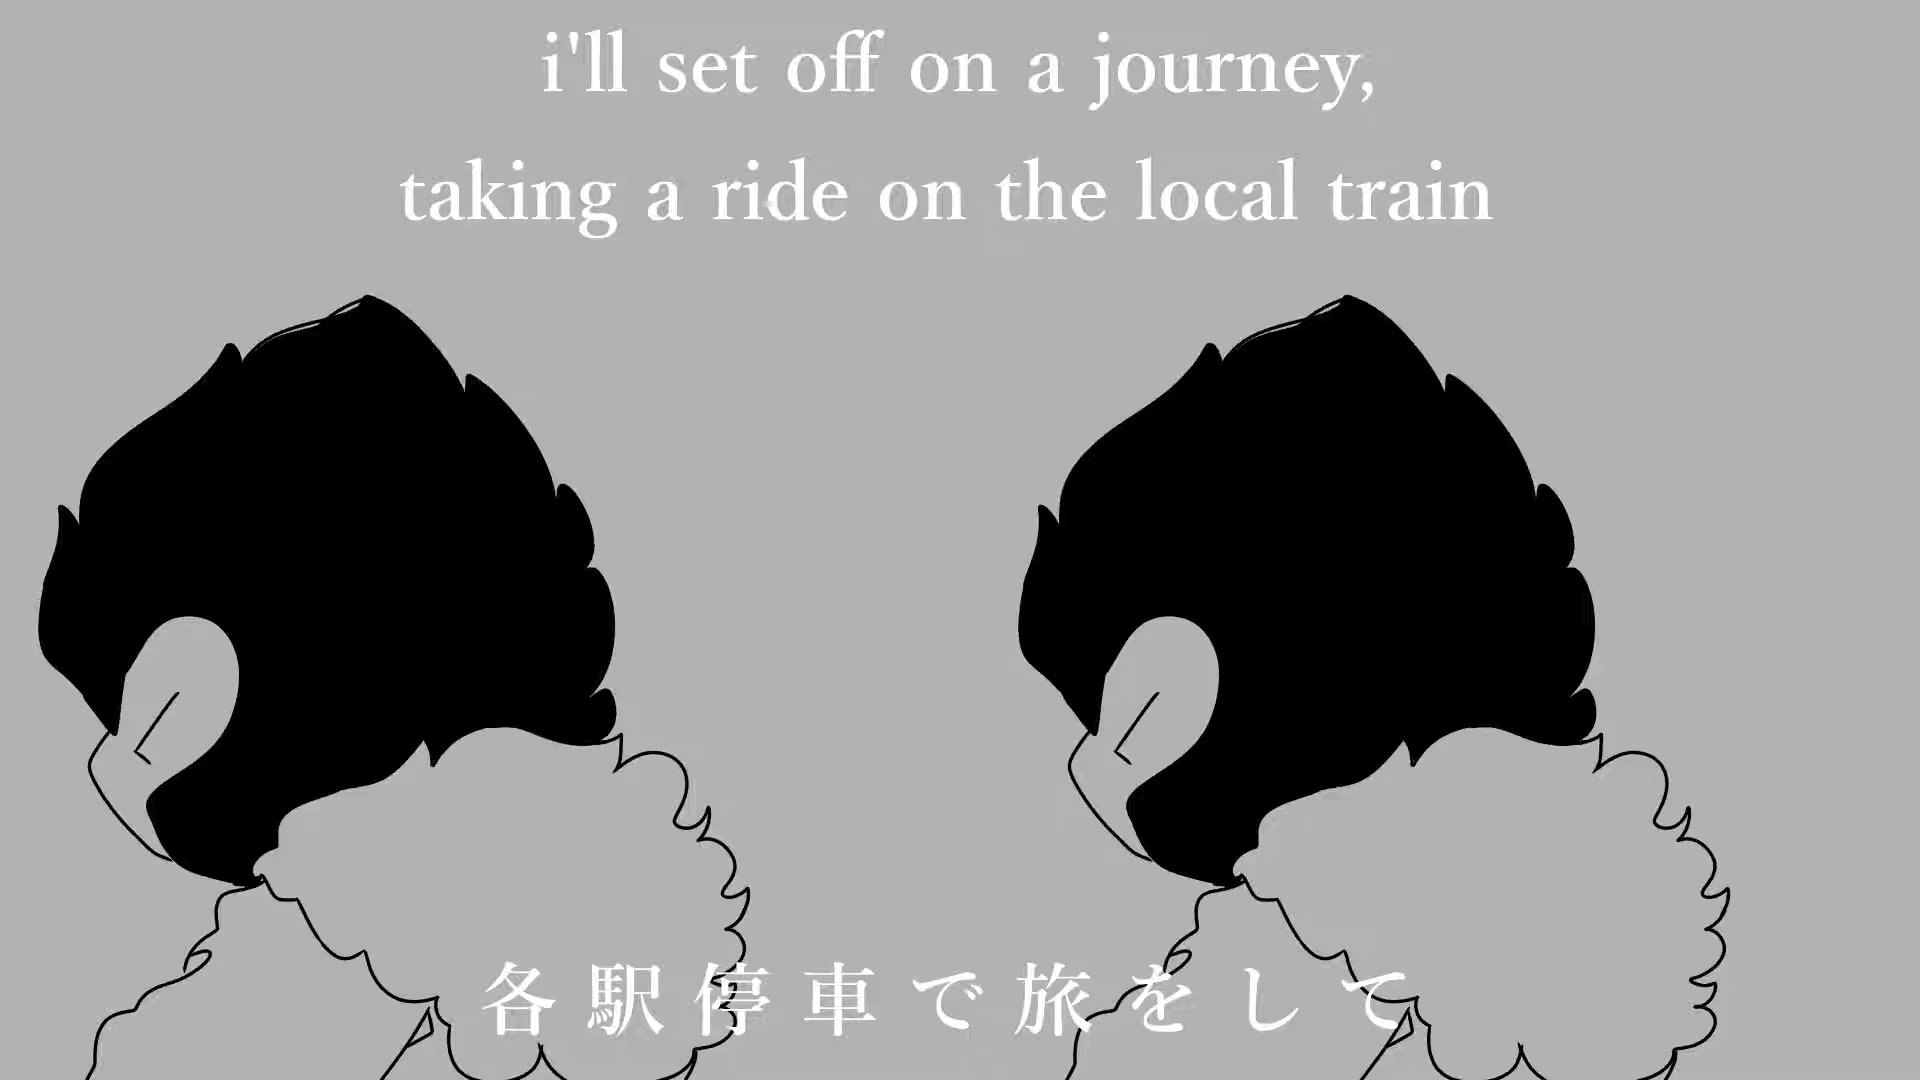 i'll set off on a journey,
taking a ride on the local train
各駅停車で旅をして